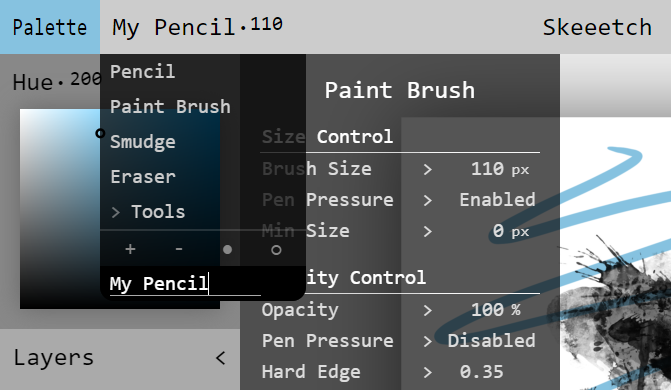 Palette My Pencil·110 Skeeetch
Hue·200
Pencil
Paint Brush
Smudge
Eraser
> Tools
+ -
My Pencil
Paint Brush
Size Control
Brush Size > 110 px
Pen Pressure > Enabled
Min Size > 0 px
ity Control
Opacity > 100 %
Pen Pressure > Disabled
Hard Edge > 0.35
Layers <